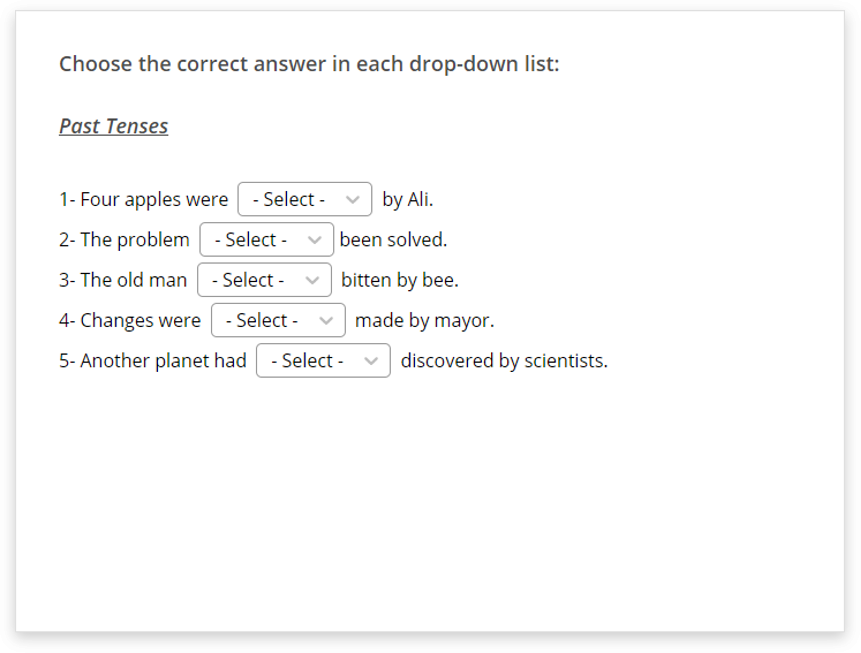 Choose the correct answer in each drop-down list:
Past Tenses
1- Four apples were - Select - by Ali.
2- The problem - Select - been solved.
3- The old man - Select - bitten by bee.
4- Changes were - Select - made by mayor.
5- Another planet had - Select - discovered by scientists.